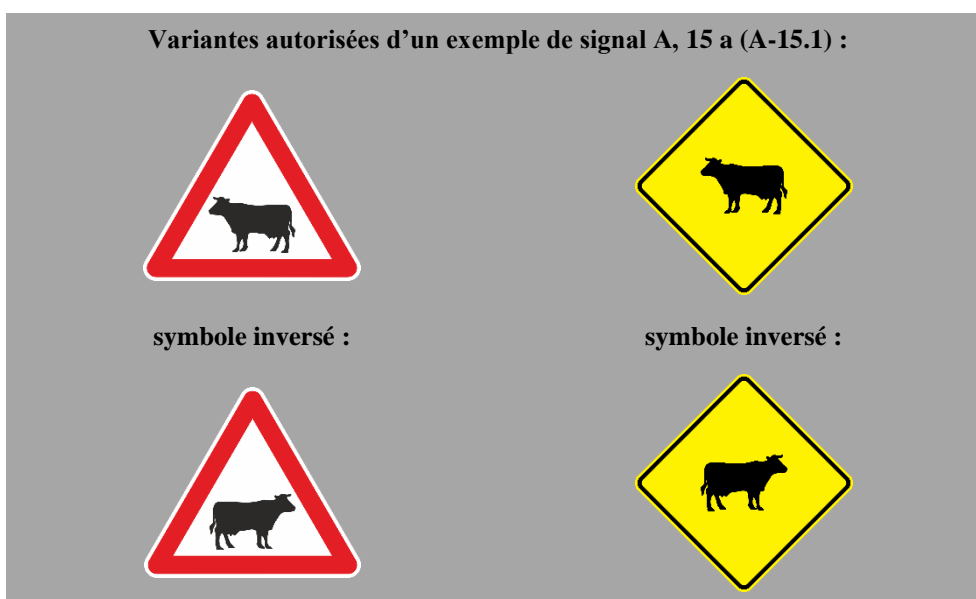 Variantes autorisées d’un exemple de signal A, 15 a (A-15.1) :
symbole inversé :
symbole inversé :